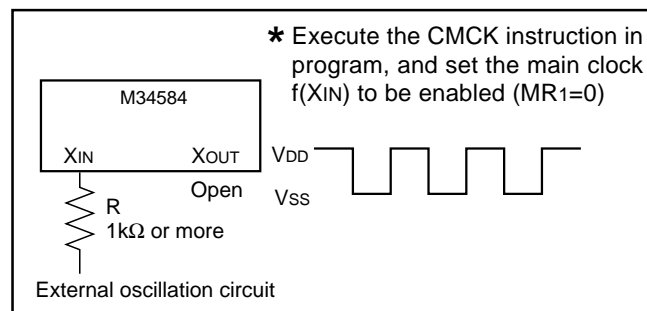 * Execute the CMCK instruction in
program, and set the main clock
f(XIN) to be enabled (MR1=0)
M34584
XIN
XOUT
VDD
Open
VSS
R
1kΩ or more
External oscillation circuit